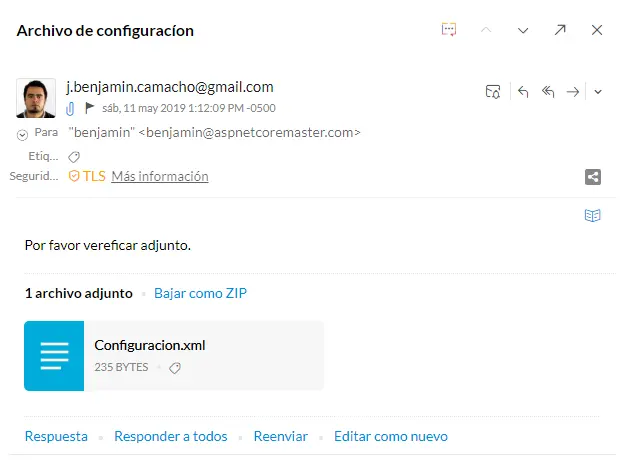 Archivo de configuracíon
j.benjamin.camacho@gmail.com
sáb, 11 may 2019 1:12:09 PM -0500
Para "benjamin" <benjamin@aspnetcoremaster.com>
Etiq...
Segurid... TLS Más información
Por favor vereficar adjunto.
1 archivo adjunto Bajar como ZIP
Configuracion.xml
235 BYTES
Respuesta Responder a todos Reenviar Editar como nuevo